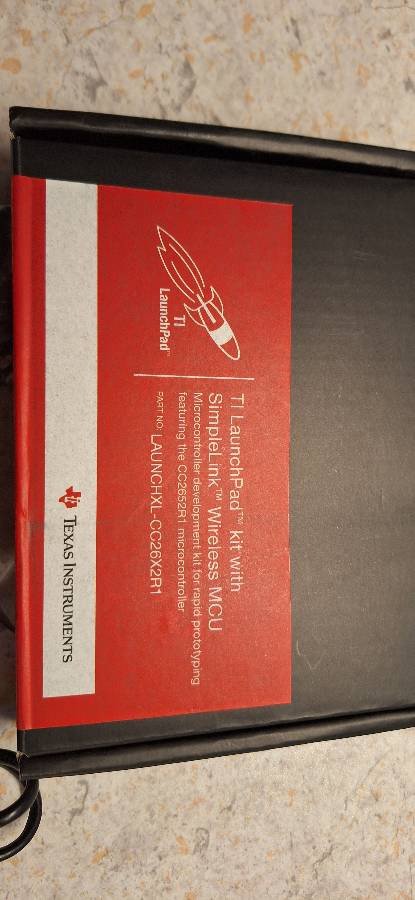 TI
LaunchPad™
TI LaunchPad™ kit with
SimpleLink™ Wireless MCU
Microcontroller development kit for rapid prototyping
featuring the CC2652R1 microcontroller
PART NO: LAUNCHXL-CC26X2R1
TEXAS INSTRUMENTS